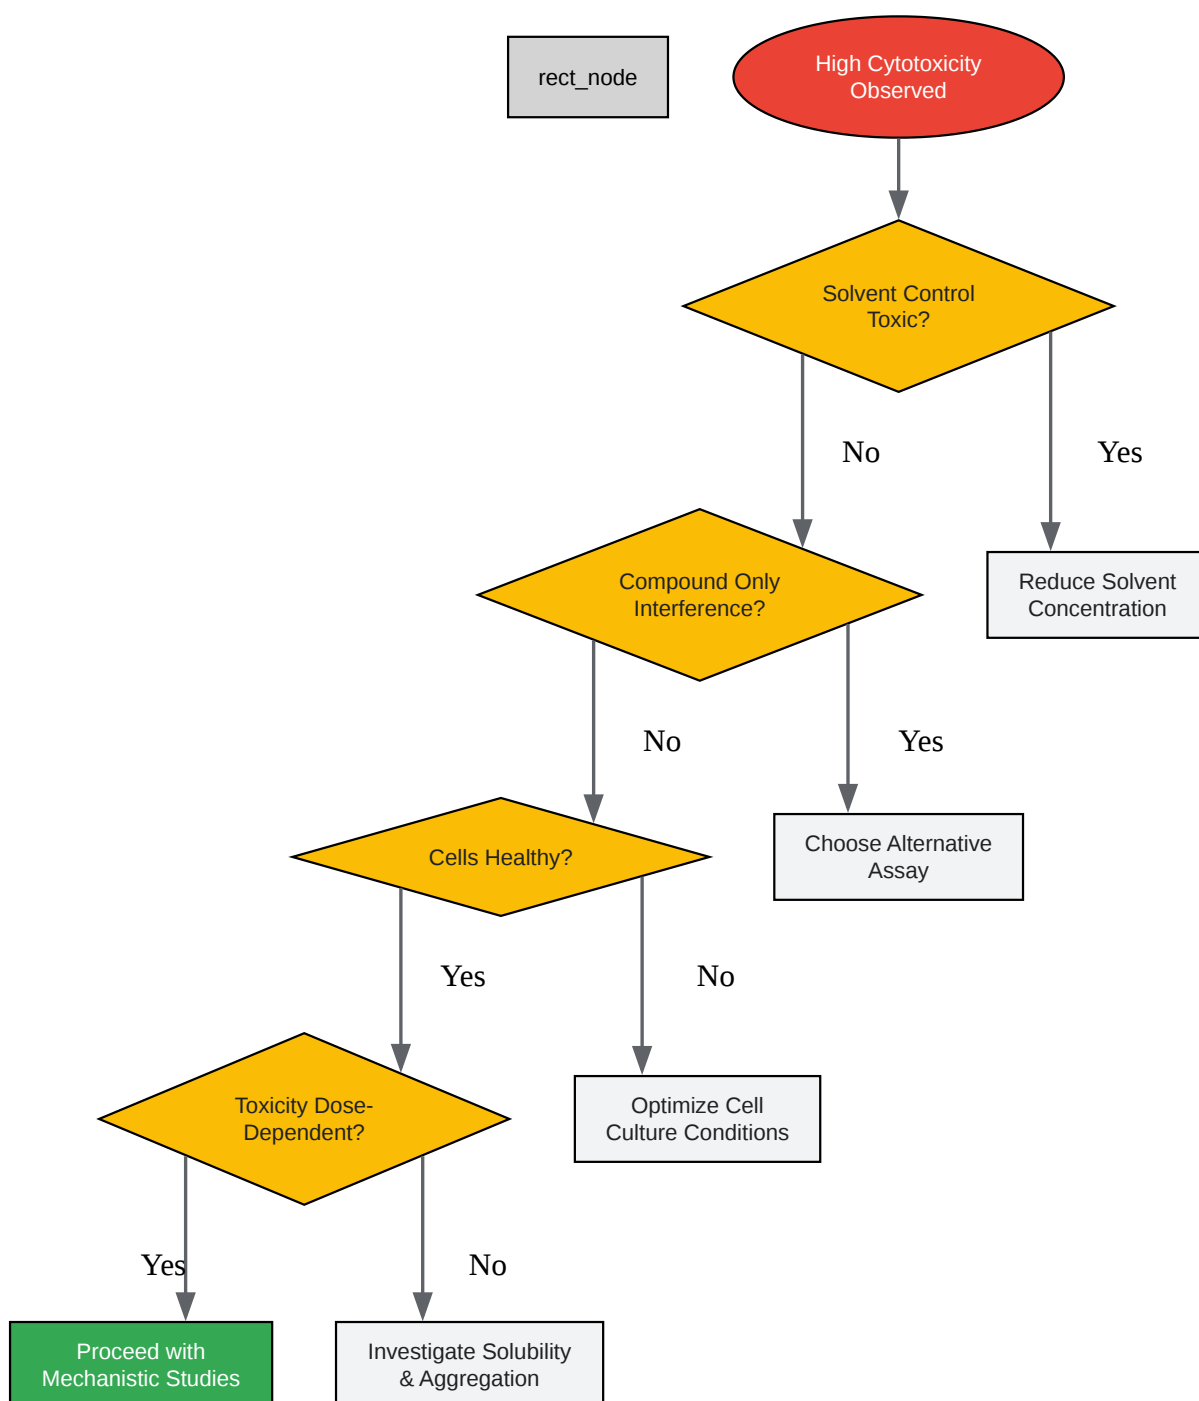 rect_node
High Cytotoxicity
Observed
Solvent Control
Toxic?
No
Yes
Compound Only
Interference?
Reduce Solvent
Concentration
No
Yes
Cells Healthy?
Choose Alternative
Assay
Yes
No
Toxicity Dose-
Dependent?
Optimize Cell
Culture Conditions
Yes
No
Proceed with
Mechanistic Studies
Investigate Solubility
& Aggregation